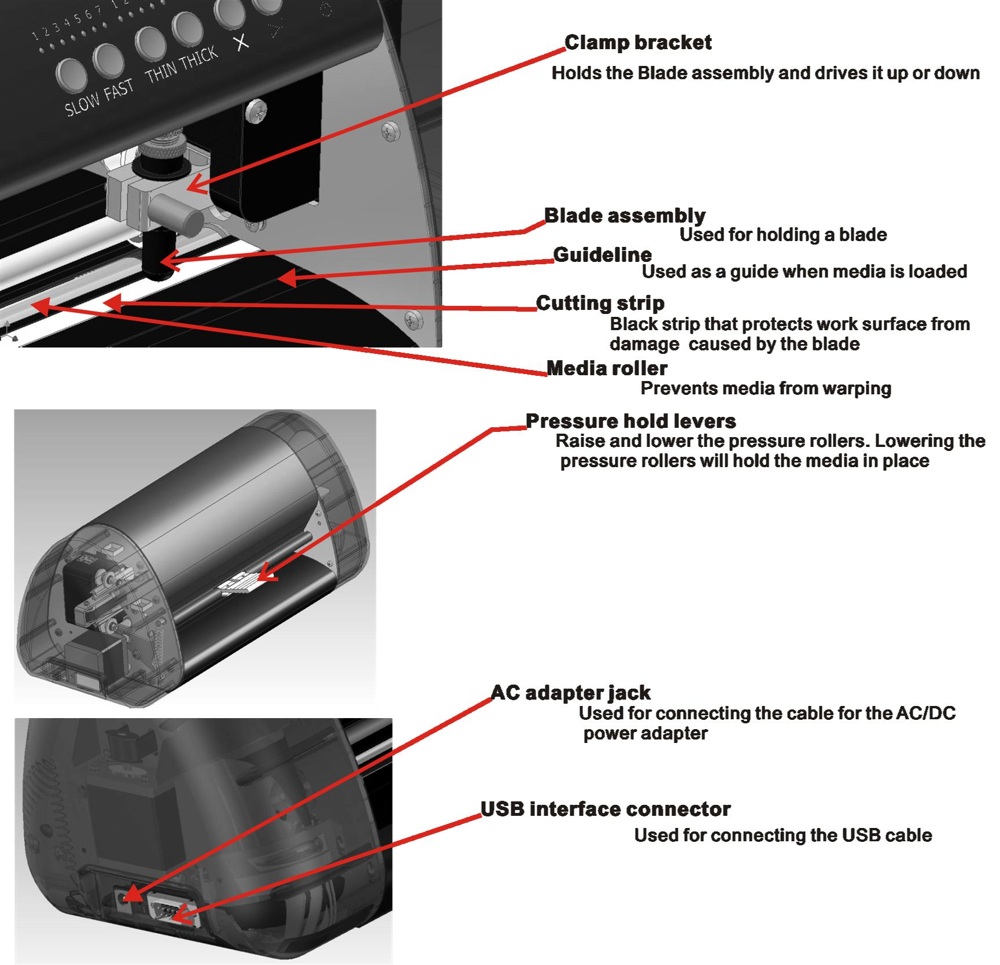 1 2 3 4 5 6 7 1 2
SLOW FAST THIN THICK X Y
Clamp bracket
Holds the Blade assembly and drives it up or down
Blade assembly
Used for holding a blade
Guideline
Used as a guide when media is loaded
Cutting strip
Black strip that protects work surface from
damage caused by the blade
Media roller
Prevents media from warping
Pressure hold levers
Raise and lower the pressure rollers. Lowering the
pressure rollers will hold the media in place
AC adapter jack
Used for connecting the cable for the AC/DC
power adapter
USB interface connector
Used for connecting the USB cable